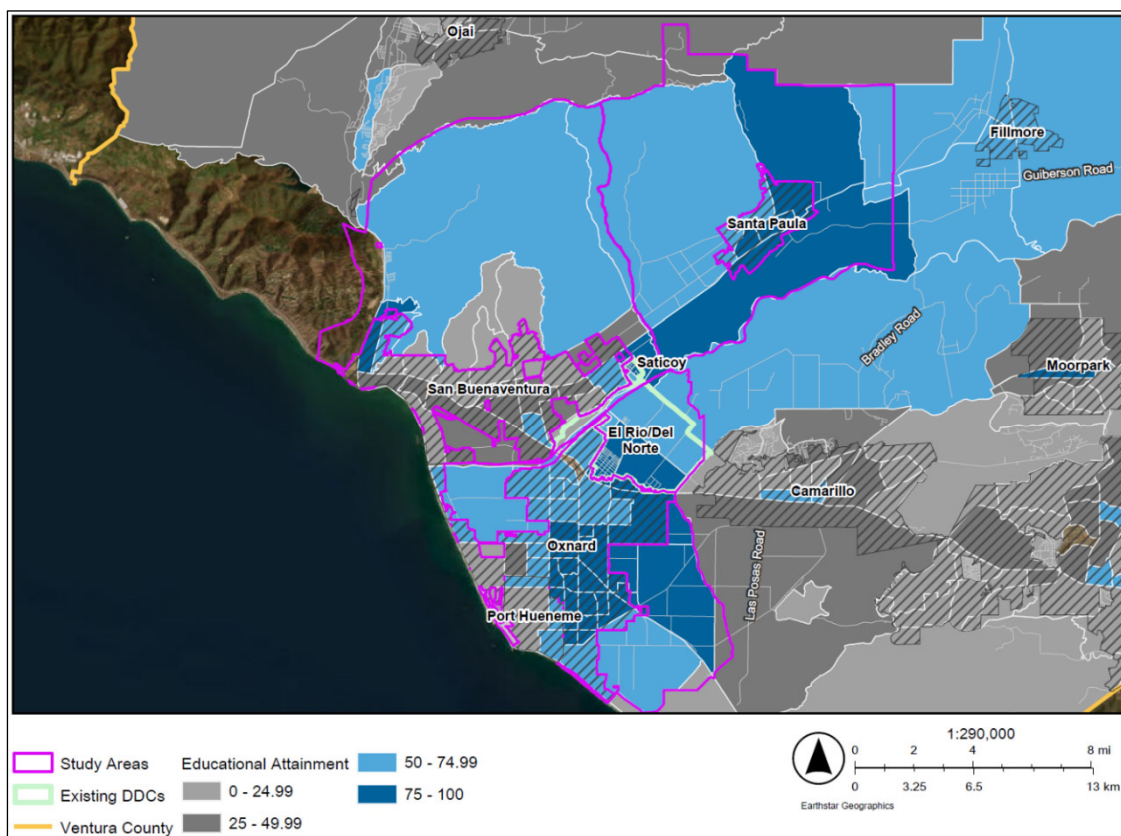 Ojai
Fillmore
Guiberson Road
Santa Paula
Bradley Road
Saticoy
Moorpark
San Buenaventura
El Rio/Del
Norte
Camarillo
Oxnard
Las Posas Road
Port Hueneme
Study Areas
Existing DDCs
Ventura County
Educational Attainment
0 - 24.99
25 - 49.99
50 - 74.99
75 - 100
1:290,000
0 2 4 8 mi
0 3.25 6.5 13 km
Earthstar Geographics